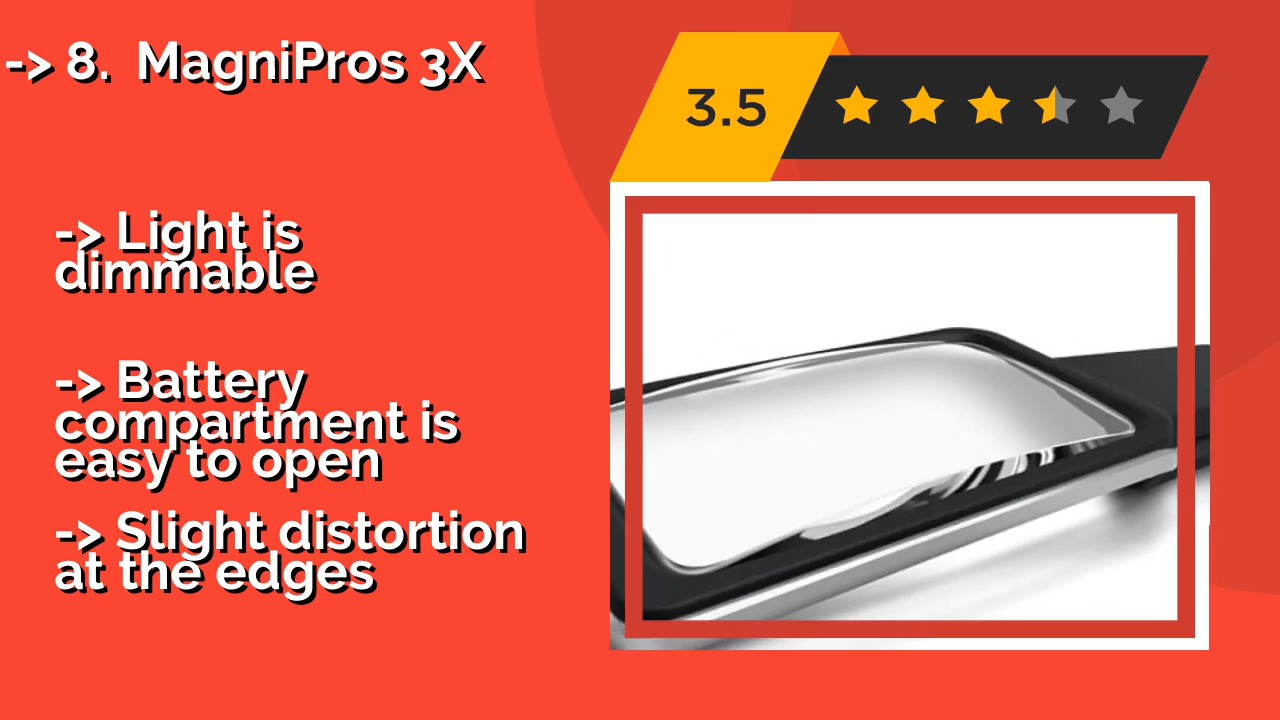 -> 8.  MagniPros 3X
3.5
-> Light is
dimmable
-> Battery
compartment is
easy to open
-> Slight distortion
at the edges